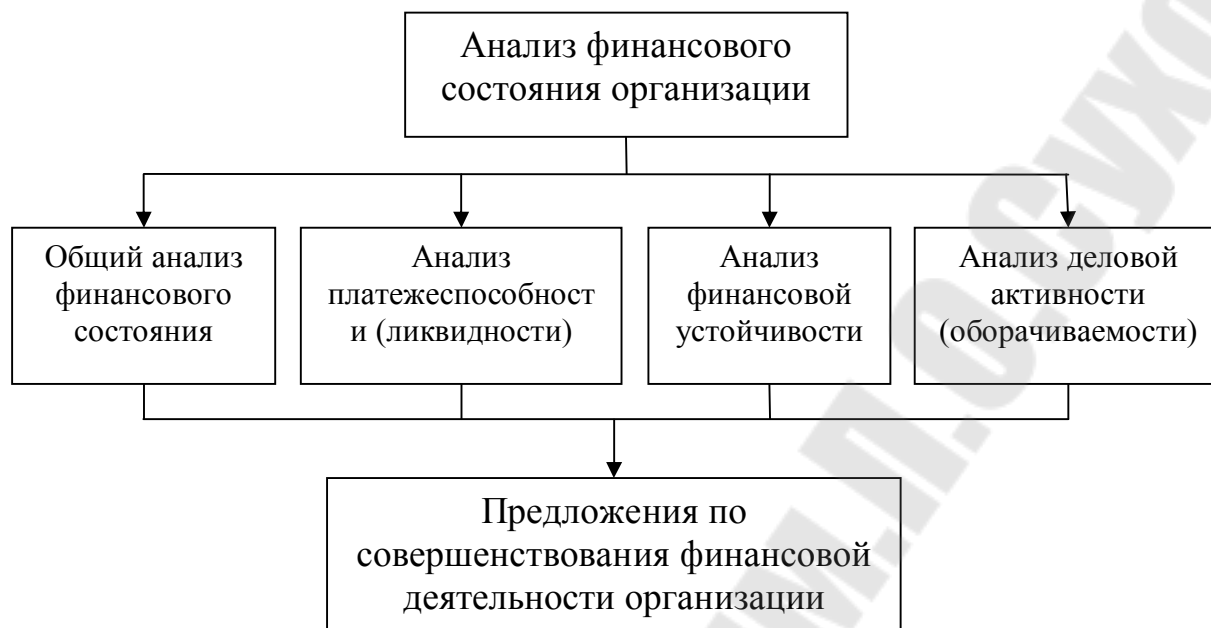 Анализ финансового
состояния организации
Общий анализ
финансового
состояния
Анализ
платежеспособност
и (ликвидности)
Анализ
финансовой
устойчивости
Анализ деловой
активности
(оборачиваемости)
Предложения по
совершенствования финансовой
деятельности организации
м.П.О.Сухо